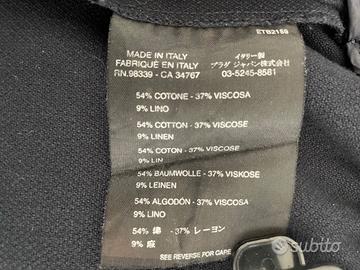 ETB2159
MADE IN ITALY イタリー製
FABRIQUÉ EN ITALY プラダ ジャパン株式会社
RN.98339 - CA 34767 03-5245-8581
54% COTONE - 37% VISCOSA
9% LINO
54% COTTON - 37% VISCOSE
9% LINEN
54% COTON - 37% VISCOSE
9% LIN
54% BAUMWOLLE - 37% VISKOSE
9% LEINEN
54% ALGODÓN - 37% VISCOSA
9% LINO
54% 綿 - 37% レーヨン
9% 麻
SEE REVERSE FOR CARE
subito